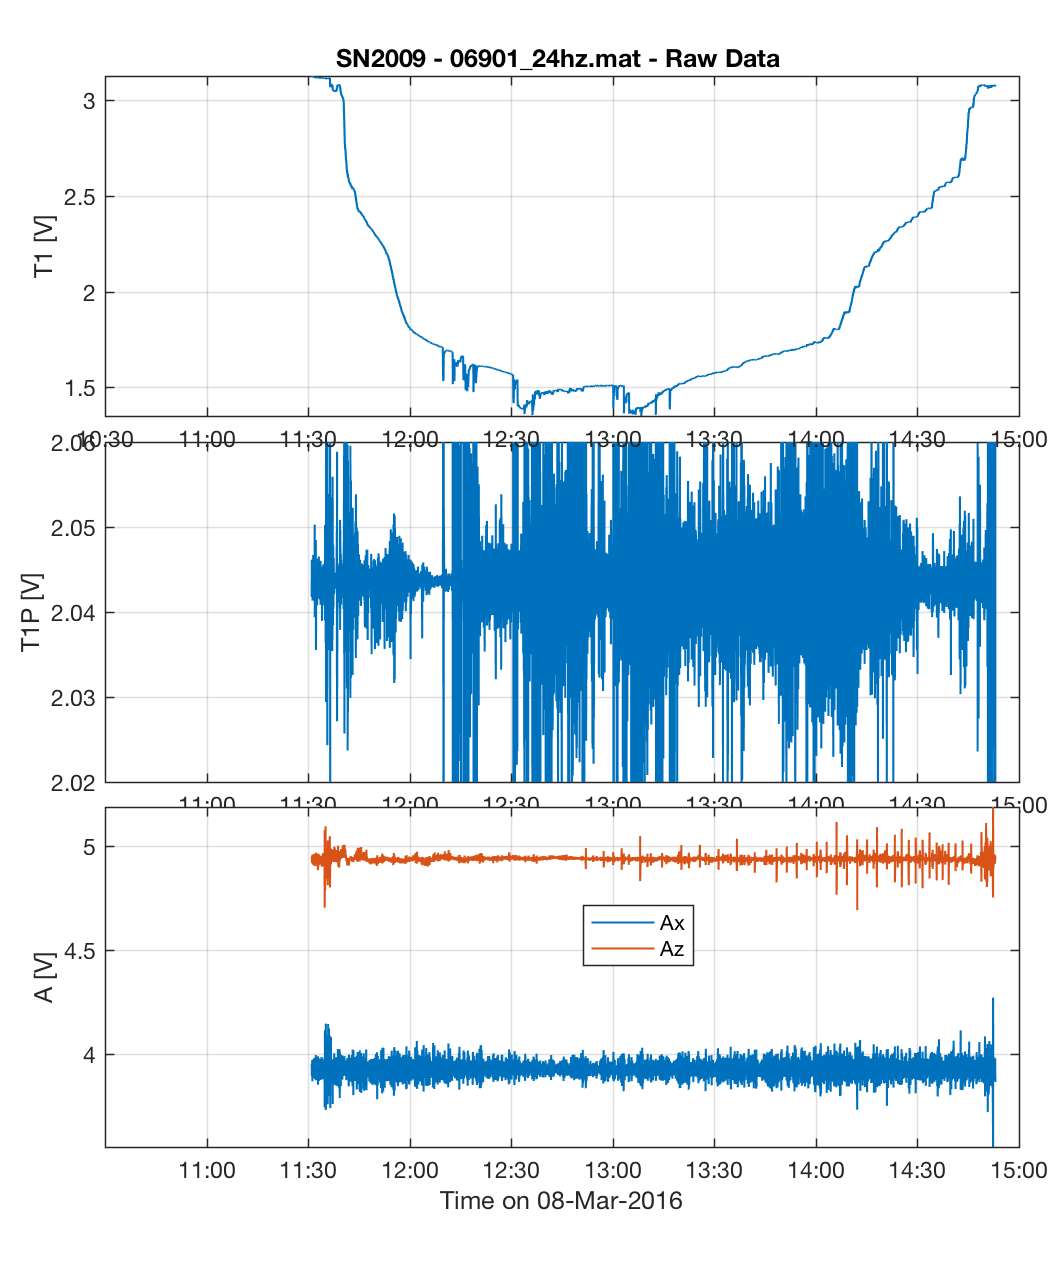 SN2009 - 06901_24hz.mat - Raw Data
T1 [V]
3
2.5
2
1.5
10:30 11:00 11:30 12:00 12:30 13:00 13:30 14:00 14:30 15:00
T1P [V]
2.06
2.05
2.04
2.03
2.02
11:00 11:30 12:00 12:30 13:00 13:30 14:00 14:30 15:00
A [V]
5
4.5
4
Ax
Az
11:00 11:30 12:00 12:30 13:00 13:30 14:00 14:30 15:00
Time on 08-Mar-2016